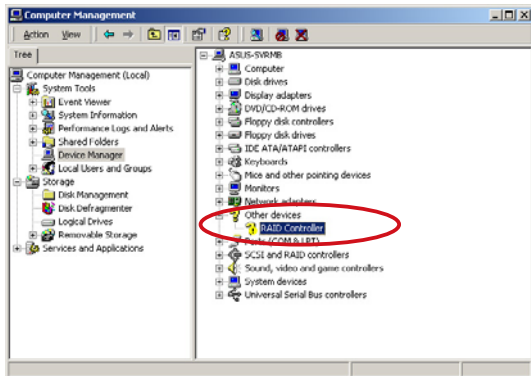 Computer Management
Action View
Tree
Computer Management (Local)
System Tools
Event Viewer
System Information
Performance Logs and Alerts
Shared Folders
Device Manager
Local Users and Groups
Storage
Disk Management
Disk Defragmenter
Logical Drives
Removable Storage
Services and Applications
ASUS-SVRMB
Computer
Disk drives
Display adapters
DVD/CD-ROM drives
Floppy disk controllers
Floppy disk drives
IDE ATA/ATAPI controllers
Keyboards
Mice and other pointing devices
Monitors
Network adapters
Other devices
RAID Controller
Ports (COM & LPT)
SCSI and RAID controllers
Sound, video and game controllers
System devices
Universal Serial Bus controllers